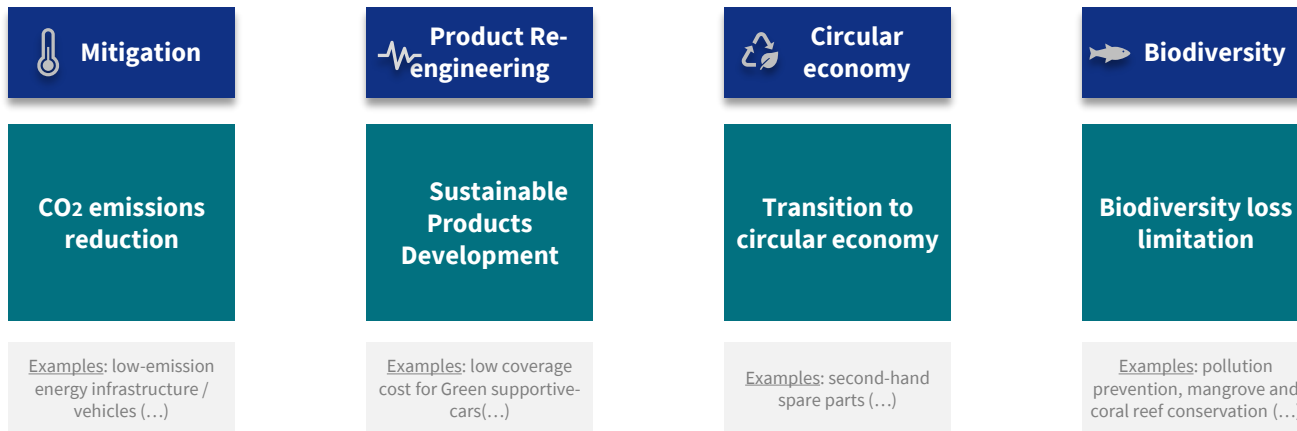 Mitigation
Product Re-
engineering
Circular
economy
Biodiversity
CO2 emissions
reduction
Sustainable
Products
Development
Transition to
circular economy
Biodiversity loss
limitation
Examples: low-emission
energy infrastructure /
vehicles (…)
Examples: low coverage
cost for Green supportive-
cars(…)
Examples: second-hand
spare parts (…)
Examples: pollution
prevention, mangrove and
coral reef conservation (…)